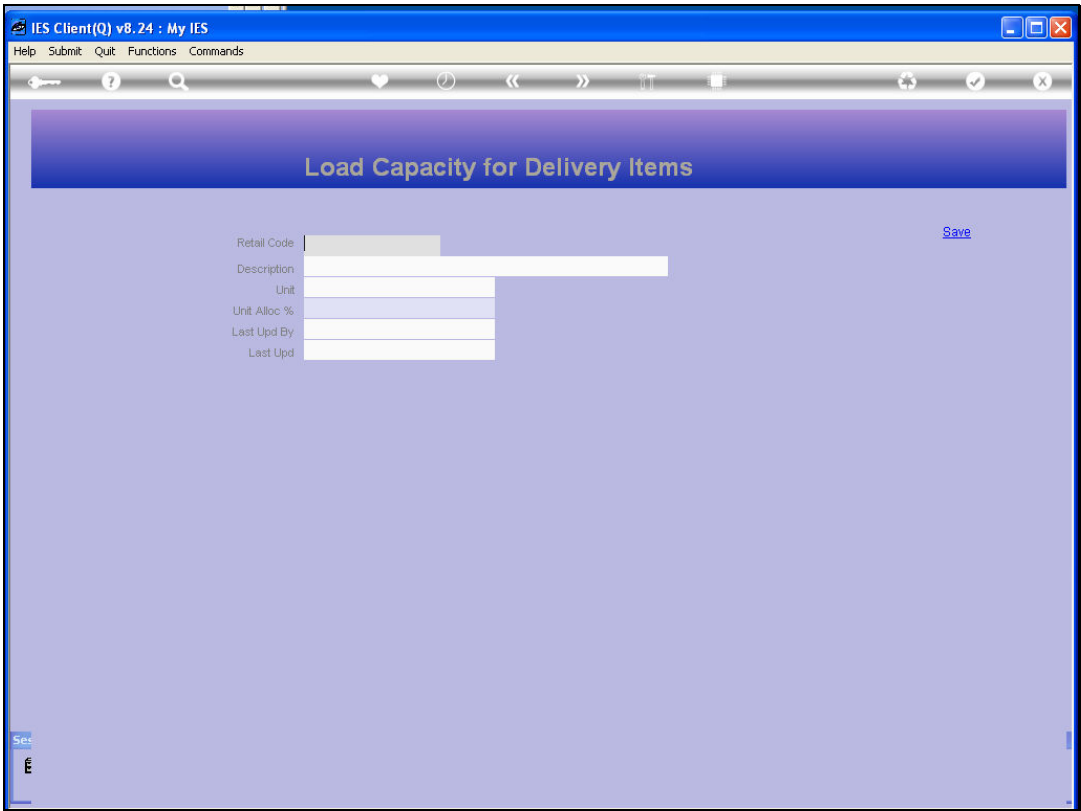 IES Client(Q) v8.24 : My IES
Help Submit Quit Functions Commands
Load Capacity for Delivery Items
Save
Retail Code
Description
Unit
Unit Alloc %
Last Upd By
Last Upd